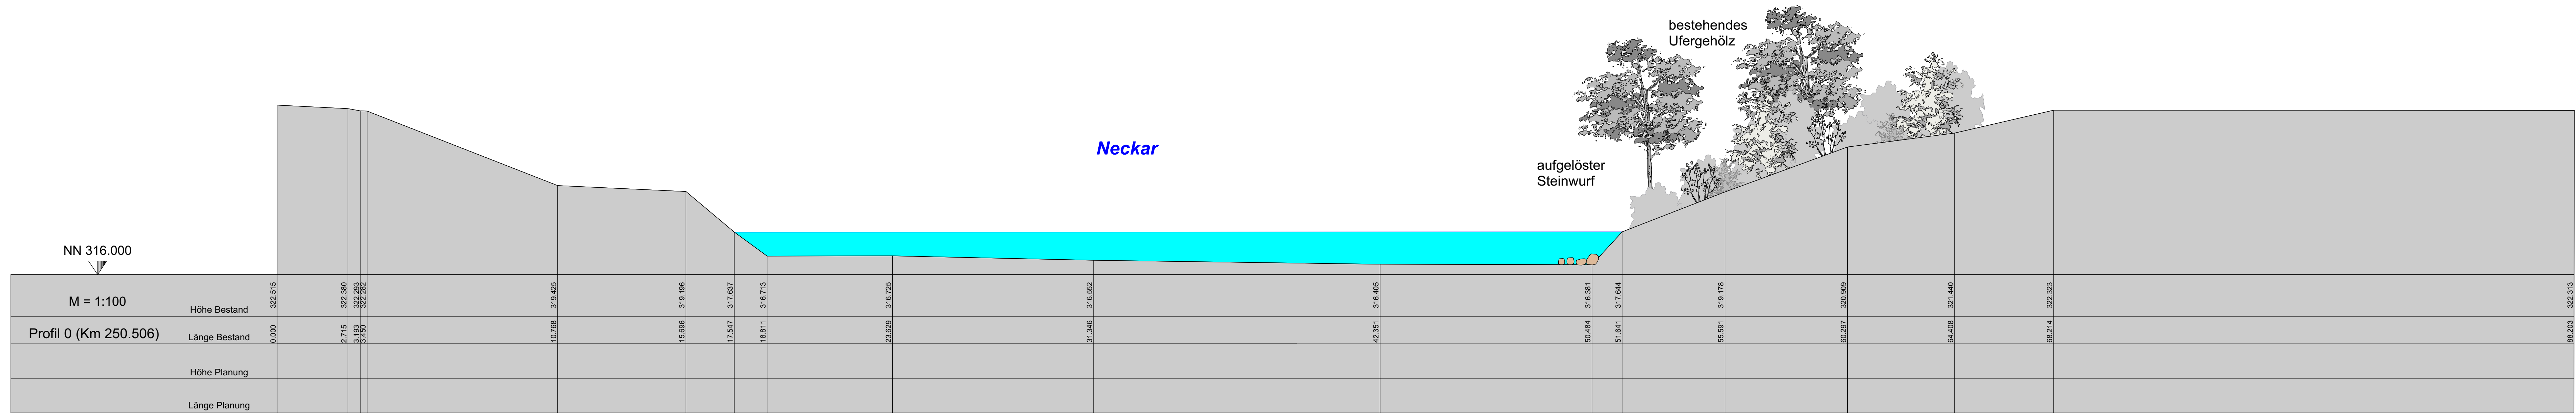 bestehendes
Ufergehölz
Neckar
aufgelöster
Steinwurf
NN 316.000
M = 1:100
Höhe Bestand
322.515 322.380 322.293 322.282 319.425 319.196 317.637 316.713 316.725 316.552 316.405 316.381 317.644 319.178 320.909 321.440 322.323 322.313
Profil 0 (Km 250.506)
Länge Bestand
0.000 2.715 3.193 3.450 10.768 15.696 17.547 18.811 23.629 31.346 42.351 50.484 51.641 55.591 60.297 64.408 68.214 88.203
Höhe Planung
Länge Planung